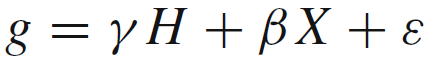 g = γH + βX + ε